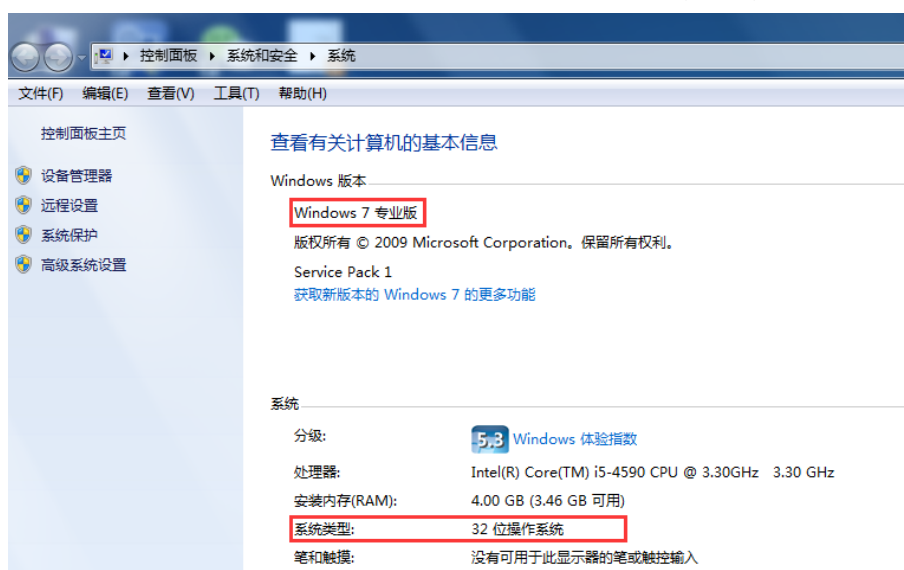 控制面板 ▸ 系统和安全 ▸ 系统
文件(F) 编辑(E) 查看(V) 工具(T) 帮助(H)
控制面板主页
设备管理器
远程设置
系统保护
高级系统设置
查看有关计算机的基本信息
Windows 版本
Windows 7 专业版
版权所有 © 2009 Microsoft Corporation。保留所有权利。
Service Pack 1
获取新版本的 Windows 7 的更多功能
系统
分级: 5.3 Windows 体验指数
处理器: Intel(R) Core(TM) i5-4590 CPU @ 3.30GHz 3.30 GHz
安装内存(RAM): 4.00 GB (3.46 GB 可用)
系统类型: 32 位操作系统
笔和触摸: 没有可用于此显示器的笔或触控输入